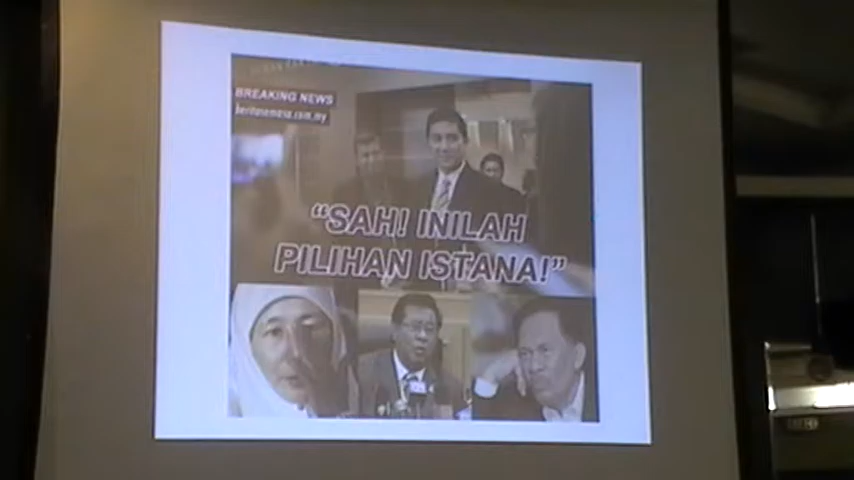 BREAKING NEWS
beritasemasa.com.my
“SAH! INILAH
PILIHAN ISTANA!”